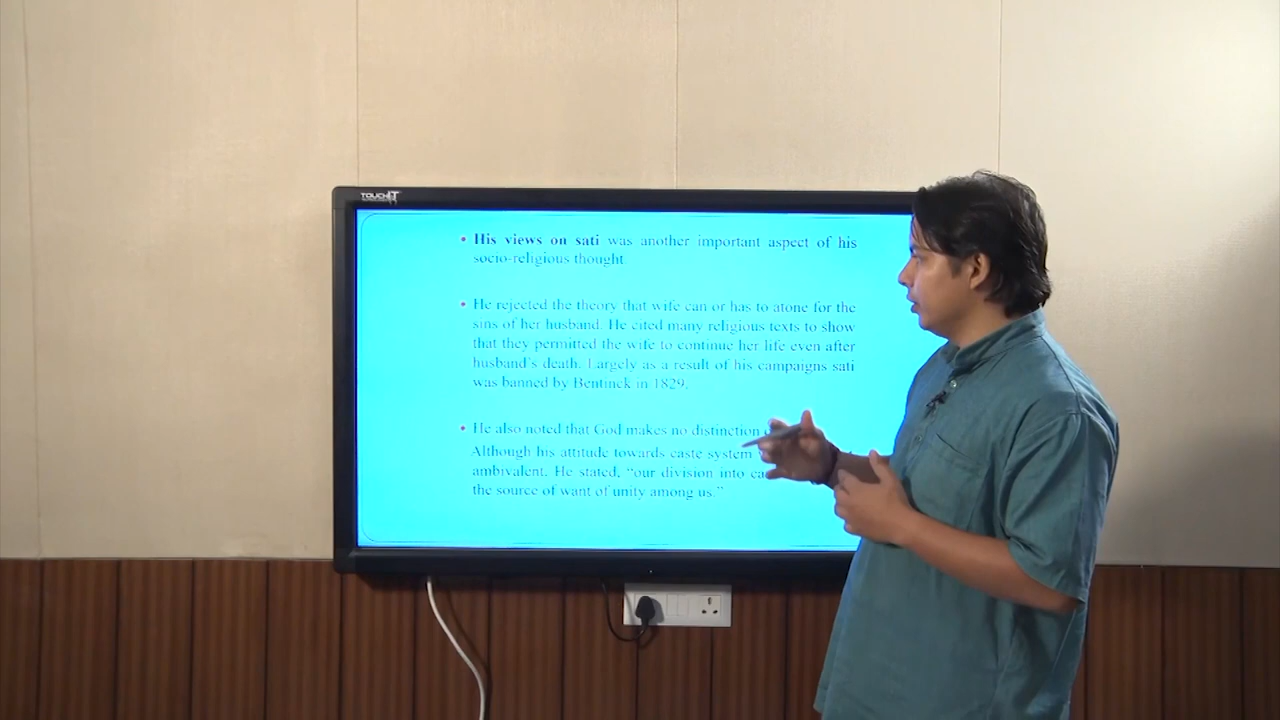 TOUCHIT
• His views on sati was another important aspect of his
socio-religious thought
• He rejected the theory that wife can or has to atone for the
sins of her husband. He cited many religious texts to show
that they permitted the wife to continue her life even after
husband's death. Largely as a result of his campaigns sati
was banned by Bentinck in 1829.
• He also noted that God makes no distinction
Although his attitude towards caste system
ambivalent. He stated, "our division into
the source of want of unity among us."